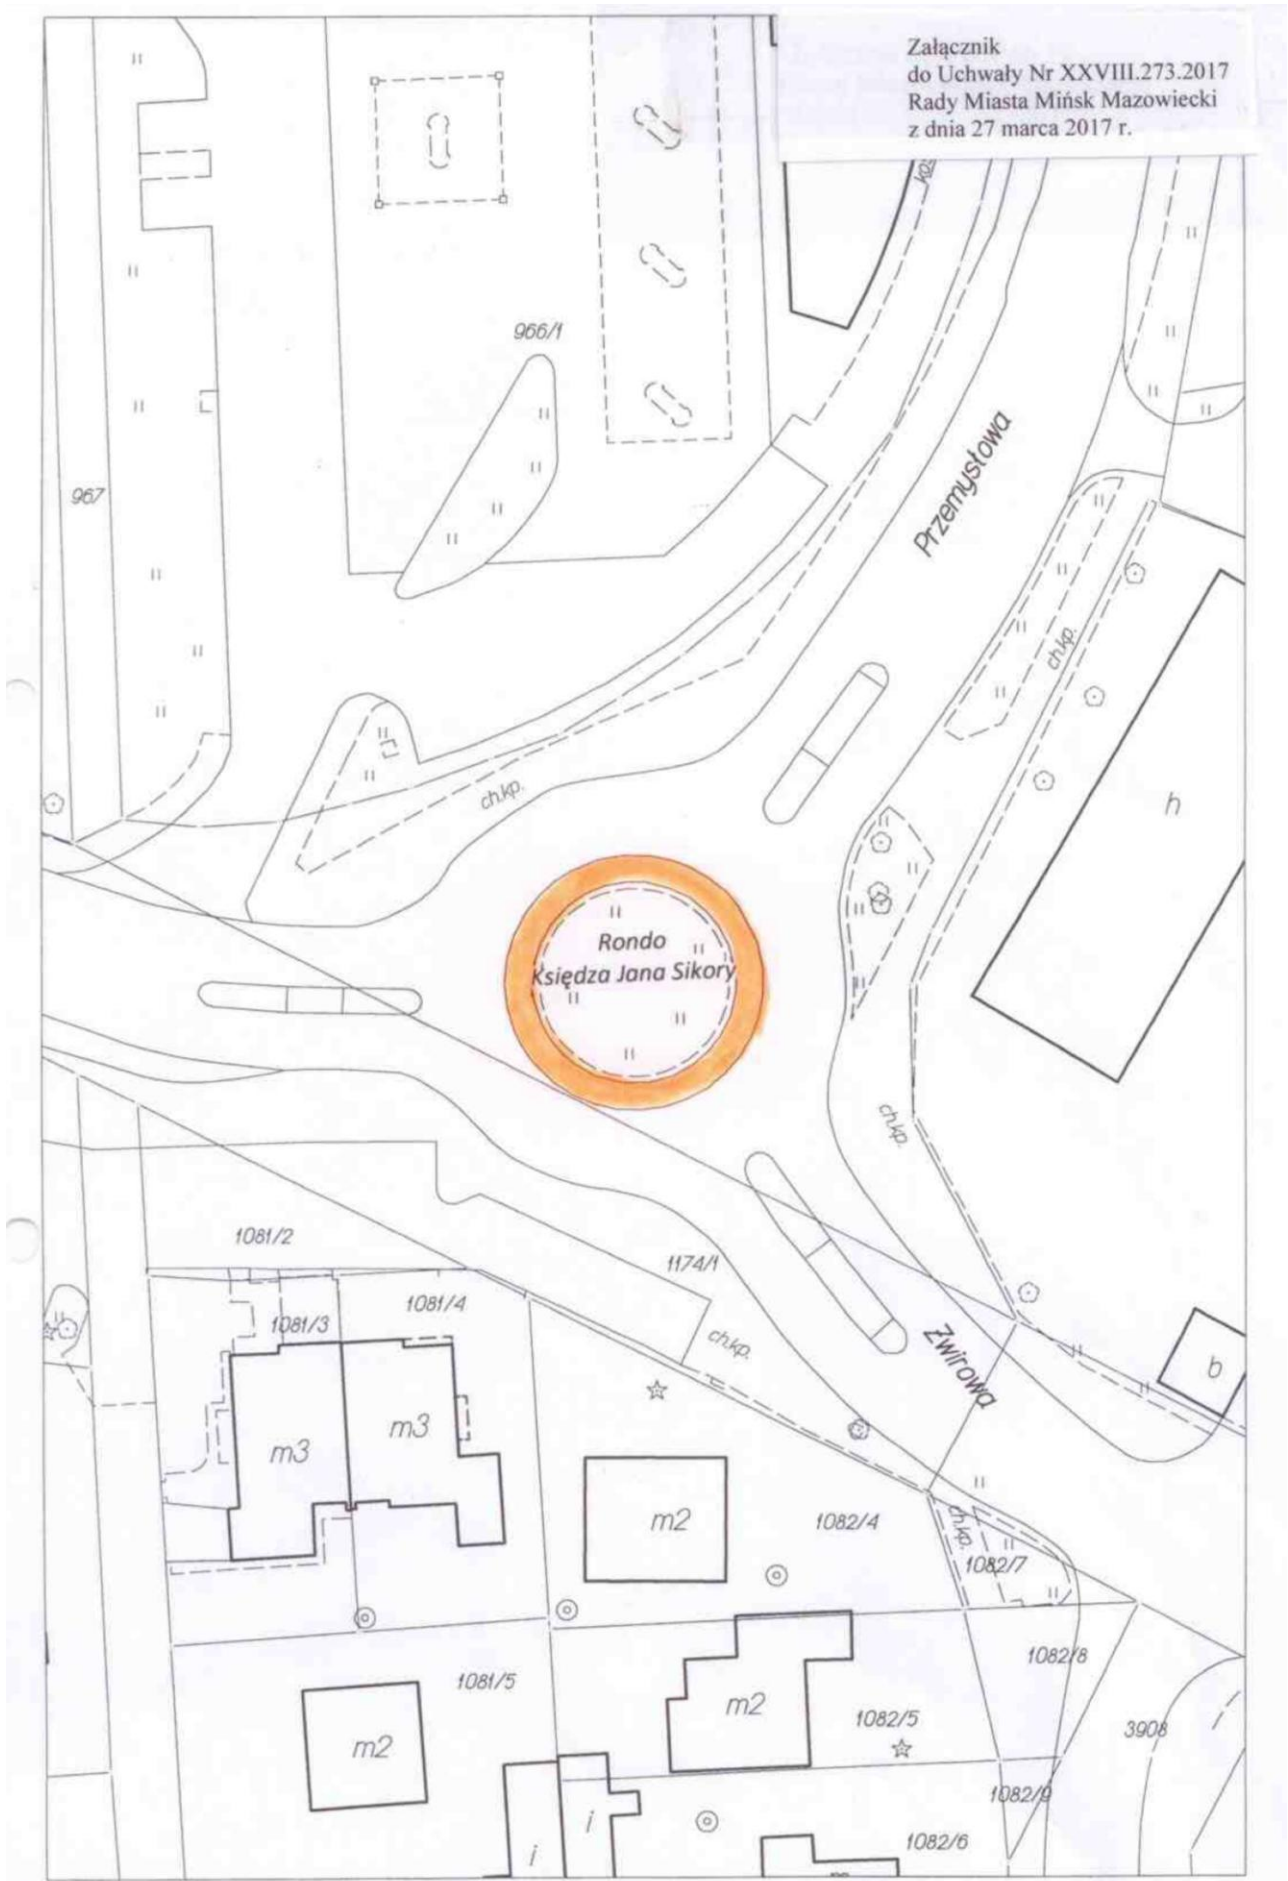 Załącznik
do Uchwały Nr XXVIII.273.2017
Rady Miasta Mińsk Mazowiecki
z dnia 27 marca 2017 r.
966/1
967
Przemysłowa
ch.kp.
ch.kp.
h
Rondo
Księdza Jana Sikory
ch.kp.
1081/2
1174/1
1081/4
1081/3
ch.kp.
Żwirowa
b
m3
m3
m2
1082/4
ch.kp.
1082/7
1082/8
1081/5
m2
m2
1082/5
3908
1082/9
i
i
1082/6